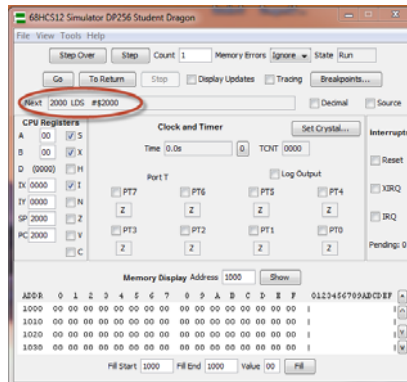 68HCS12 Simulator DP256 Student Dragon
File View Tools Help
Step Over Step Count 1 Memory Errors Ignore State Run
Go To Return Stop Display Updates Tracing Breakpoints...
Next 2000 LDS #$2000 Decimal Source
CPU Registers Clock and Timer Set Crystal... Interrupts
A 00 S
B 00 X Time 0.0s 0 TCNT 0000 Reset
D (0000) H Port T Log Output
IX 0000 I PT7 PT6 PT5 PT4 XIRQ
IY 0000 N Z Z Z Z
SP 2000 Z IRQ
PC 2000 V PT3 PT2 PT1 PT0
C Z Z Z Z Pending: 0
Memory Display Address 1000 Show
ADDR 0 1 2 3 4 5 6 7 8 9 A B C D E F 0123456789ABCDEF
1000 00 00 00 00 00 00 00 00 00 00 00 00 00 00 00 00 | |
1010 00 00 00 00 00 00 00 00 00 00 00 00 00 00 00 00 | |
1020 00 00 00 00 00 00 00 00 00 00 00 00 00 00 00 00 | |
1030 00 00 00 00 00 00 00 00 00 00 00 00 00 00 00 00 | |
Fill Start 1000 Fill End 1000 Value 00 Fill